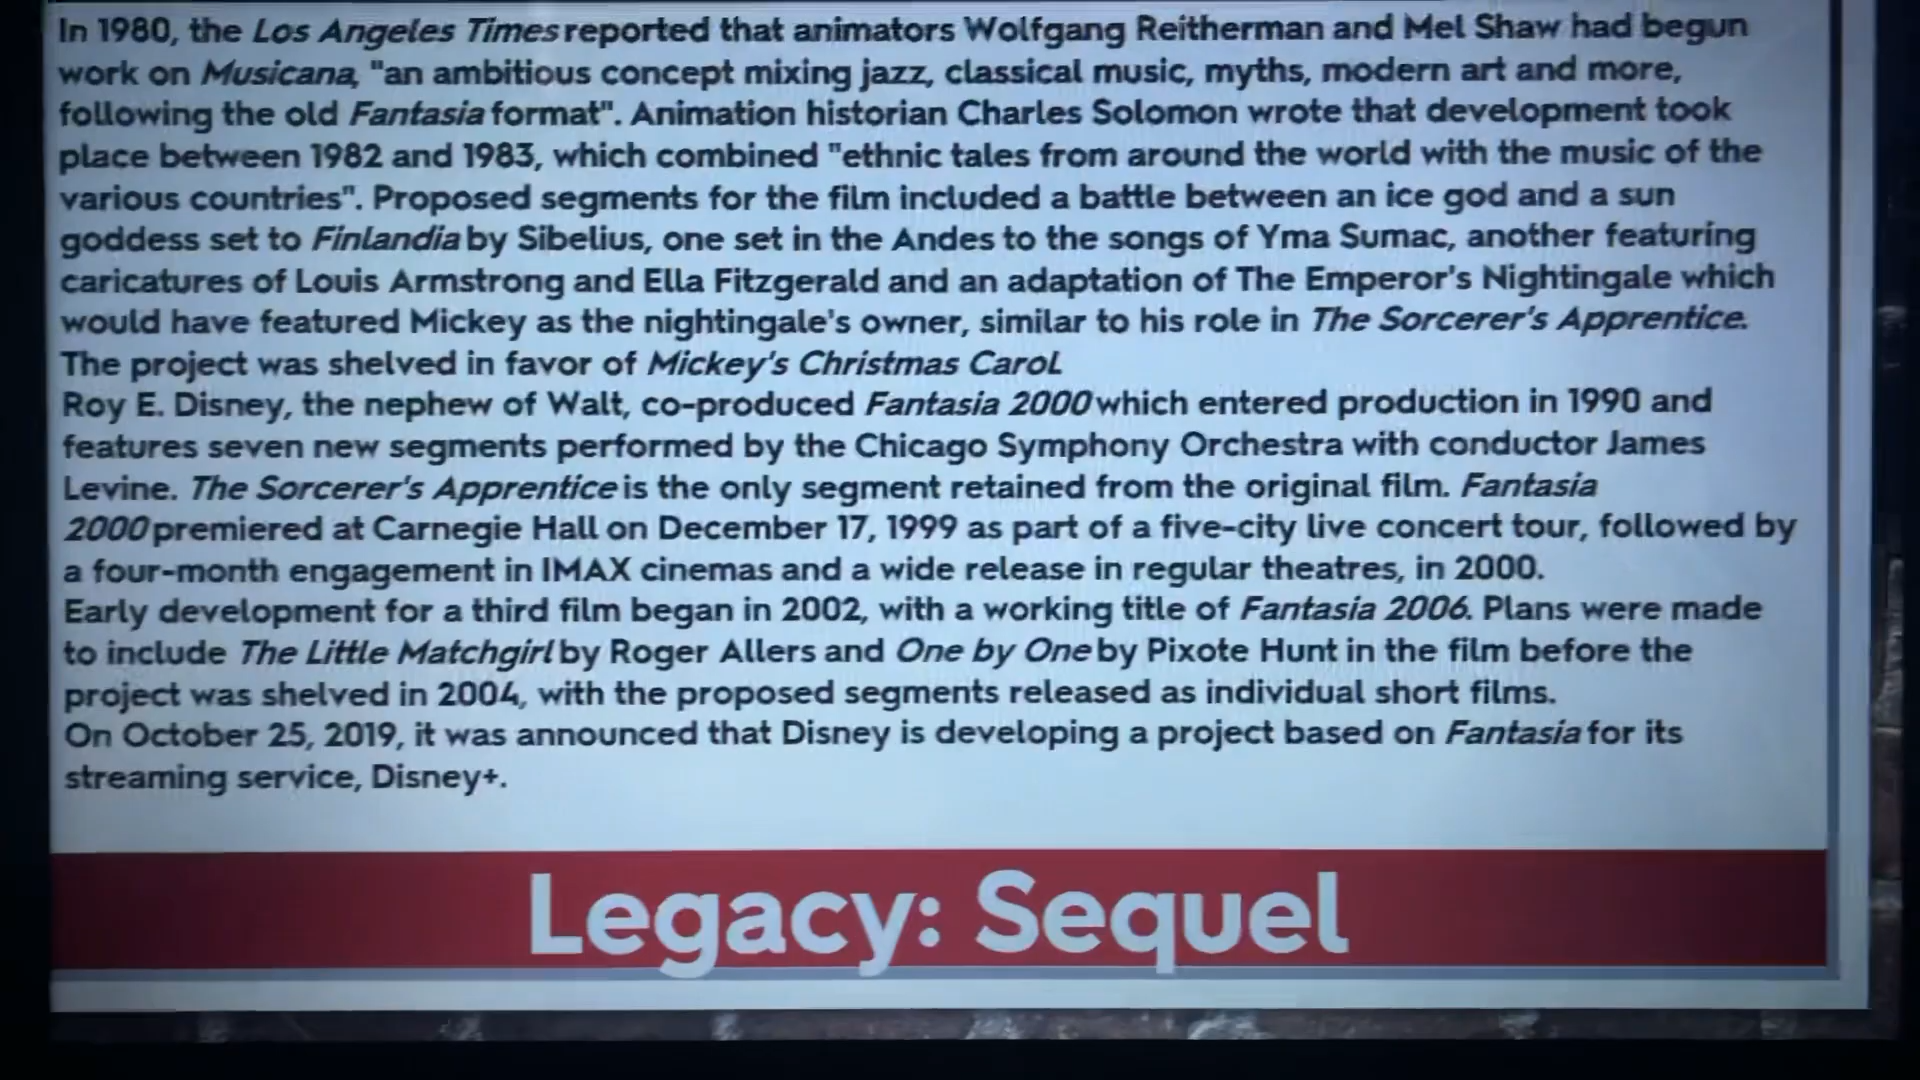 In 1980, the Los Angeles Times reported that animators Wolfgang Reitherman and Mel Shaw had begun
work on Musicana, "an ambitious concept mixing jazz, classical music, myths, modern art and more,
following the old Fantasia format". Animation historian Charles Solomon wrote that development took
place between 1982 and 1983, which combined "ethnic tales from around the world with the music of the
various countries". Proposed segments for the film included a battle between an ice god and a sun
goddess set to Finlandia by Sibelius, one set in the Andes to the songs of Yma Sumac, another featuring
caricatures of Louis Armstrong and Ella Fitzgerald and an adaptation of The Emperor's Nightingale which
would have featured Mickey as the nightingale's owner, similar to his role in The Sorcerer's Apprentice.
The project was shelved in favor of Mickey's Christmas Carol.
Roy E. Disney, the nephew of Walt, co-produced Fantasia 2000 which entered production in 1990 and
features seven new segments performed by the Chicago Symphony Orchestra with conductor James
Levine. The Sorcerer's Apprentice is the only segment retained from the original film. Fantasia
2000 premiered at Carnegie Hall on December 17, 1999 as part of a five-city live concert tour, followed by
a four-month engagement in IMAX cinemas and a wide release in regular theatres, in 2000.
Early development for a third film began in 2002, with a working title of Fantasia 2006. Plans were made
to include The Little Matchgirl by Roger Allers and One by One by Pixote Hunt in the film before the
project was shelved in 2004, with the proposed segments released as individual short films.
On October 25, 2019, it was announced that Disney is developing a project based on Fantasia for its
streaming service, Disney+.
Legacy: Sequel